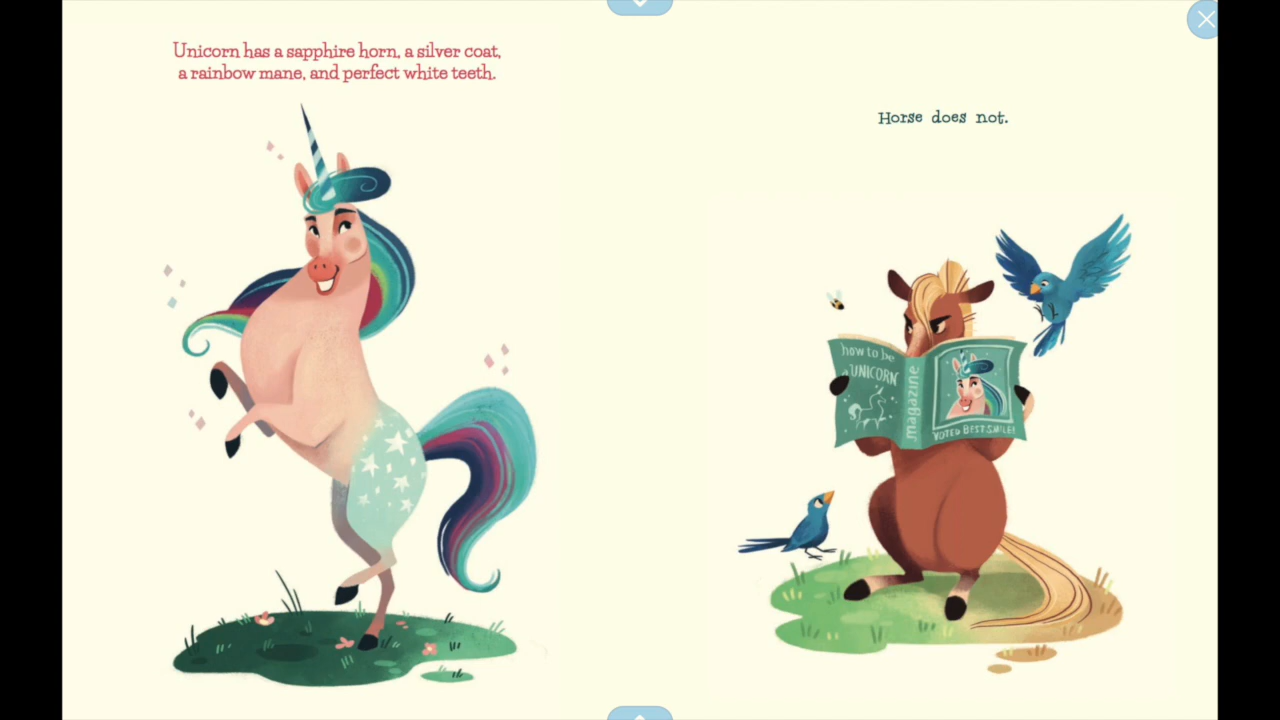 Unicorn has a sapphire horn, a silver coat,
a rainbow mane, and perfect white teeth.
Horse does not.
how to be
a UNICORN
magazine
VOTED BEST SMILE!